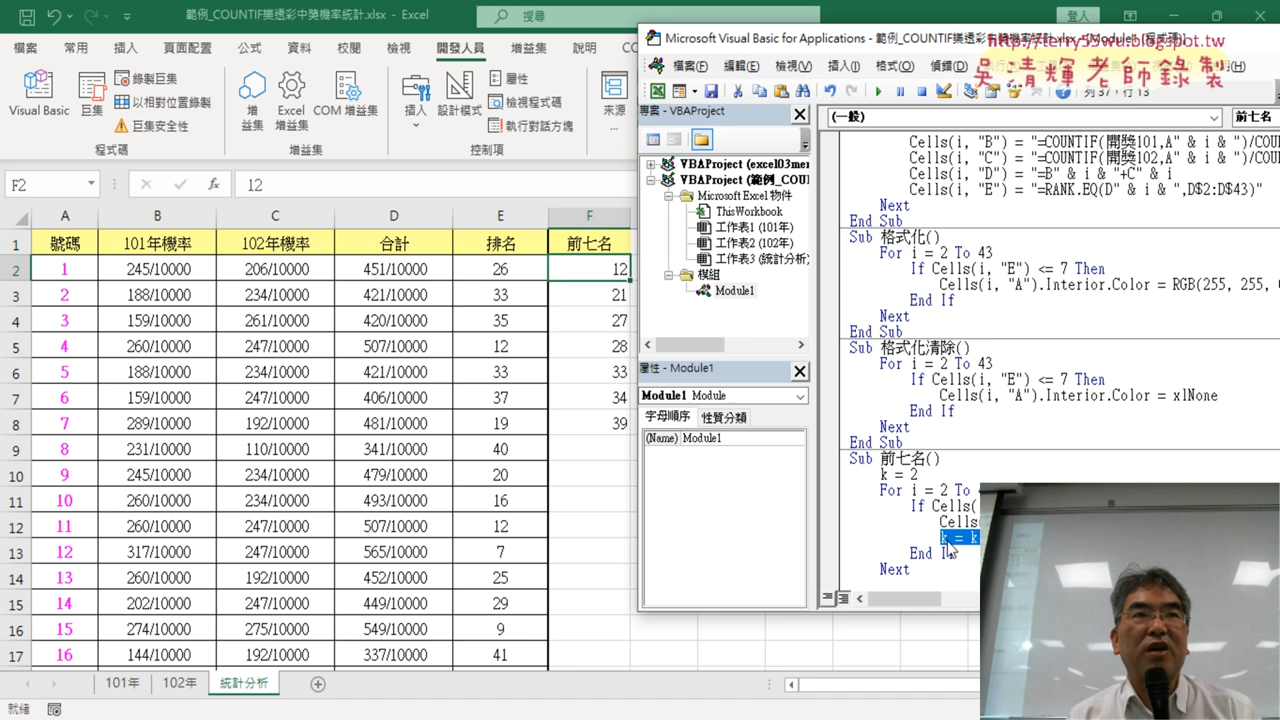 範例_COUNTIF樂透彩中獎機率統計.xlsx - Excel
搜尋
登入
檔案 常用 插入 頁面配置 公式 資料 校閱 檢視 開發人員 增益集 說明
Visual Basic
巨集
錄製巨集
以相對位置錄製
巨集安全性
程式碼
增益集
Excel 增益集
COM 增益集
增益集
插入
設計模式
屬性
檢視程式碼
執行對話方塊
控制項
來源
F2
12
A B C D E F
1 號碼 101年機率 102年機率 合計 排名 前七名
2 1 245/10000 206/10000 451/10000 26 12
3 2 188/10000 234/10000 421/10000 33 21
4 3 159/10000 261/10000 420/10000 35 27
5 4 260/10000 247/10000 507/10000 12 28
6 5 188/10000 234/10000 421/10000 33 33
7 6 159/10000 247/10000 406/10000 37 34
8 7 289/10000 192/10000 481/10000 19 39
9 8 231/10000 110/10000 341/10000 40
10 9 245/10000 234/10000 479/10000 20
11 10 260/10000 234/10000 493/10000 16
12 11 260/10000 247/10000 507/10000 12
13 12 317/10000 247/10000 565/10000 7
14 13 260/10000 192/10000 452/10000 25
15 14 202/10000 247/10000 449/10000 29
16 15 274/10000 275/10000 549/10000 9
17 16 144/10000 192/10000 337/10000 41
101年 102年 統計分析
就緒
Microsoft Visual Basic for Applications - 範例_COUNTIF樂透彩中獎機率統計.xlsx - [Module1 (程式碼)]
http://terry55wu.blogspot.tw
吳清輝老師錄製
檔案(F) 編輯(E) 檢視(V) 插入(I) 格式(O) 偵錯(D)
列 37, 行 13
專案 - VBAProject
VBAProject (excel03mer
VBAProject (範例_COU
Microsoft Excel 物件
ThisWorkbook
工作表1 (101年)
工作表2 (102年)
工作表3 (統計分析)
模組
Module1
屬性 - Module1
Module1 Module
字母順序 性質分類
(Name) Module1
(一般)
前七名
Cells(i, "B") = "=COUNTIF(開獎101,A" & i & ")/COU
Cells(i, "C") = "=COUNTIF(開獎102,A" & i & ")/COU
Cells(i, "D") = "=B" & i & "+C" & i
Cells(i, "E") = "=RANK.EQ(D" & i & ",D$2:D$43)"
Next
End Sub
Sub 格式化()
For i = 2 To 43
If Cells(i, "E") <= 7 Then
Cells(i, "A").Interior.Color = RGB(255, 255,
End If
Next
End Sub
Sub 格式化清除()
For i = 2 To 43
If Cells(i, "E") <= 7 Then
Cells(i, "A").Interior.Color = xlNone
End If
Next
End Sub
Sub 前七名()
k = 2
For i = 2 To
If Cells(
Cells
k = k
End If
Next